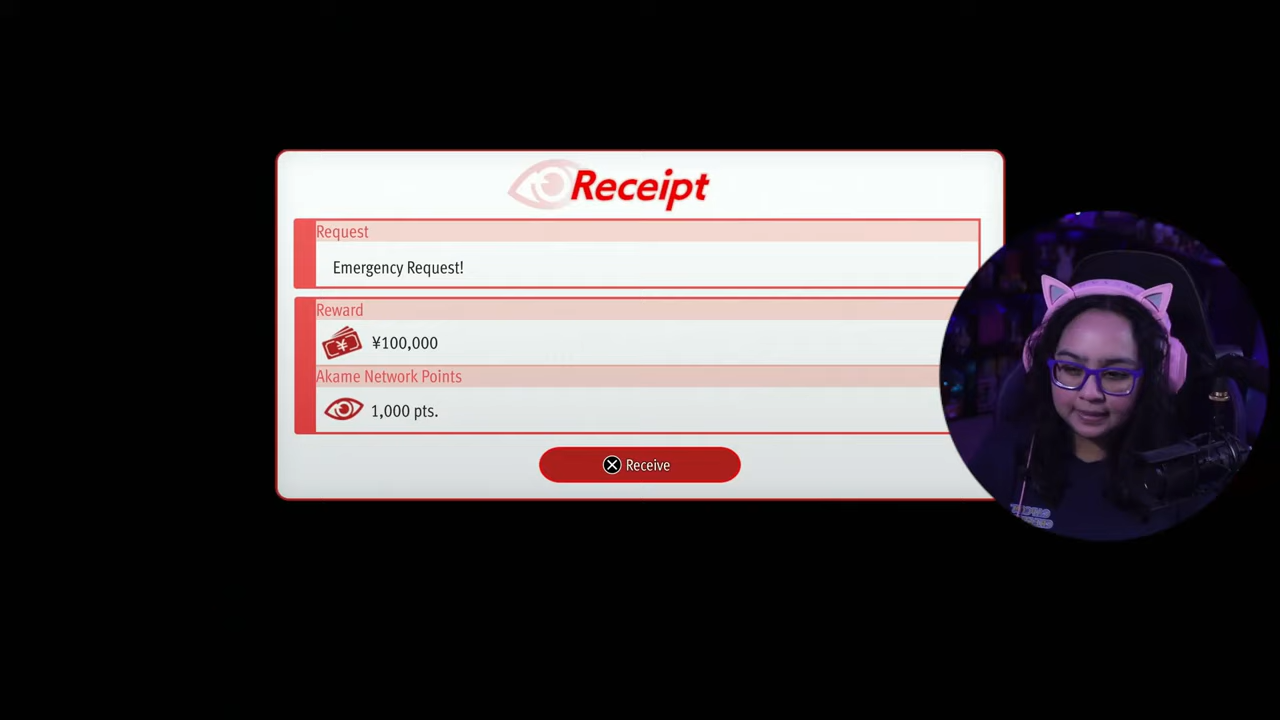 Receipt
Request
Emergency Request!
Reward
¥100,000
Akame Network Points
1,000 pts.
Receive